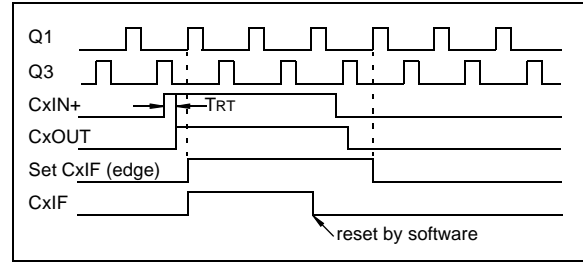 Q1
Q3
CxIN+
TRT
CxOUT
Set CxIF (edge)
CxIF
reset by software